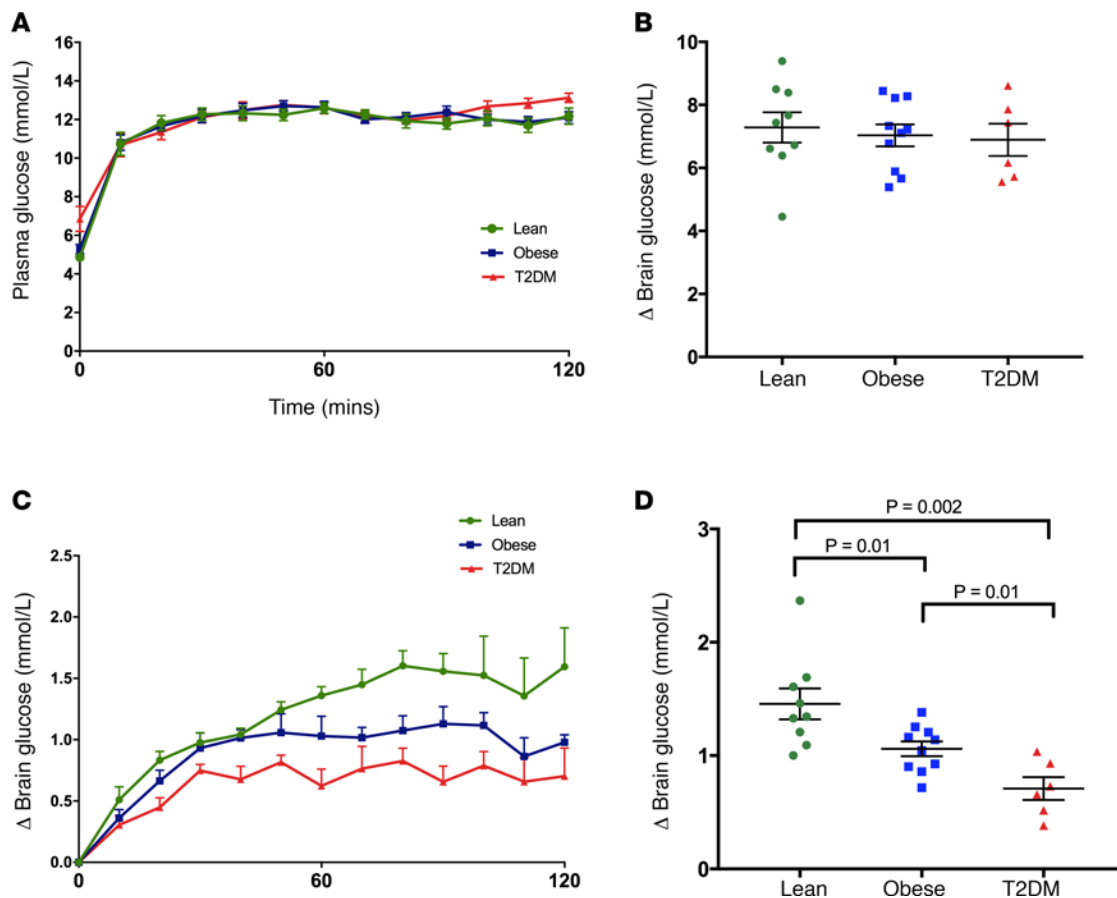 A
Plasma glucose (mmol/L)
16
14
12
10
8
6
4
2
0
Lean
Obese
T2DM
0
60
120
Time (mins)
B
Δ Brain glucose (mmol/L)
10
8
6
4
2
0
Lean
Obese
T2DM
C
Δ Brain glucose (mmol/L)
Lean
Obese
T2DM
2.5
2.0
1.5
1.0
0.5
0.0
0
60
120
D
Δ Brain glucose (mmol/L)
P = 0.002
P = 0.01
P = 0.01
3
2
1
0
Lean
Obese
T2DM